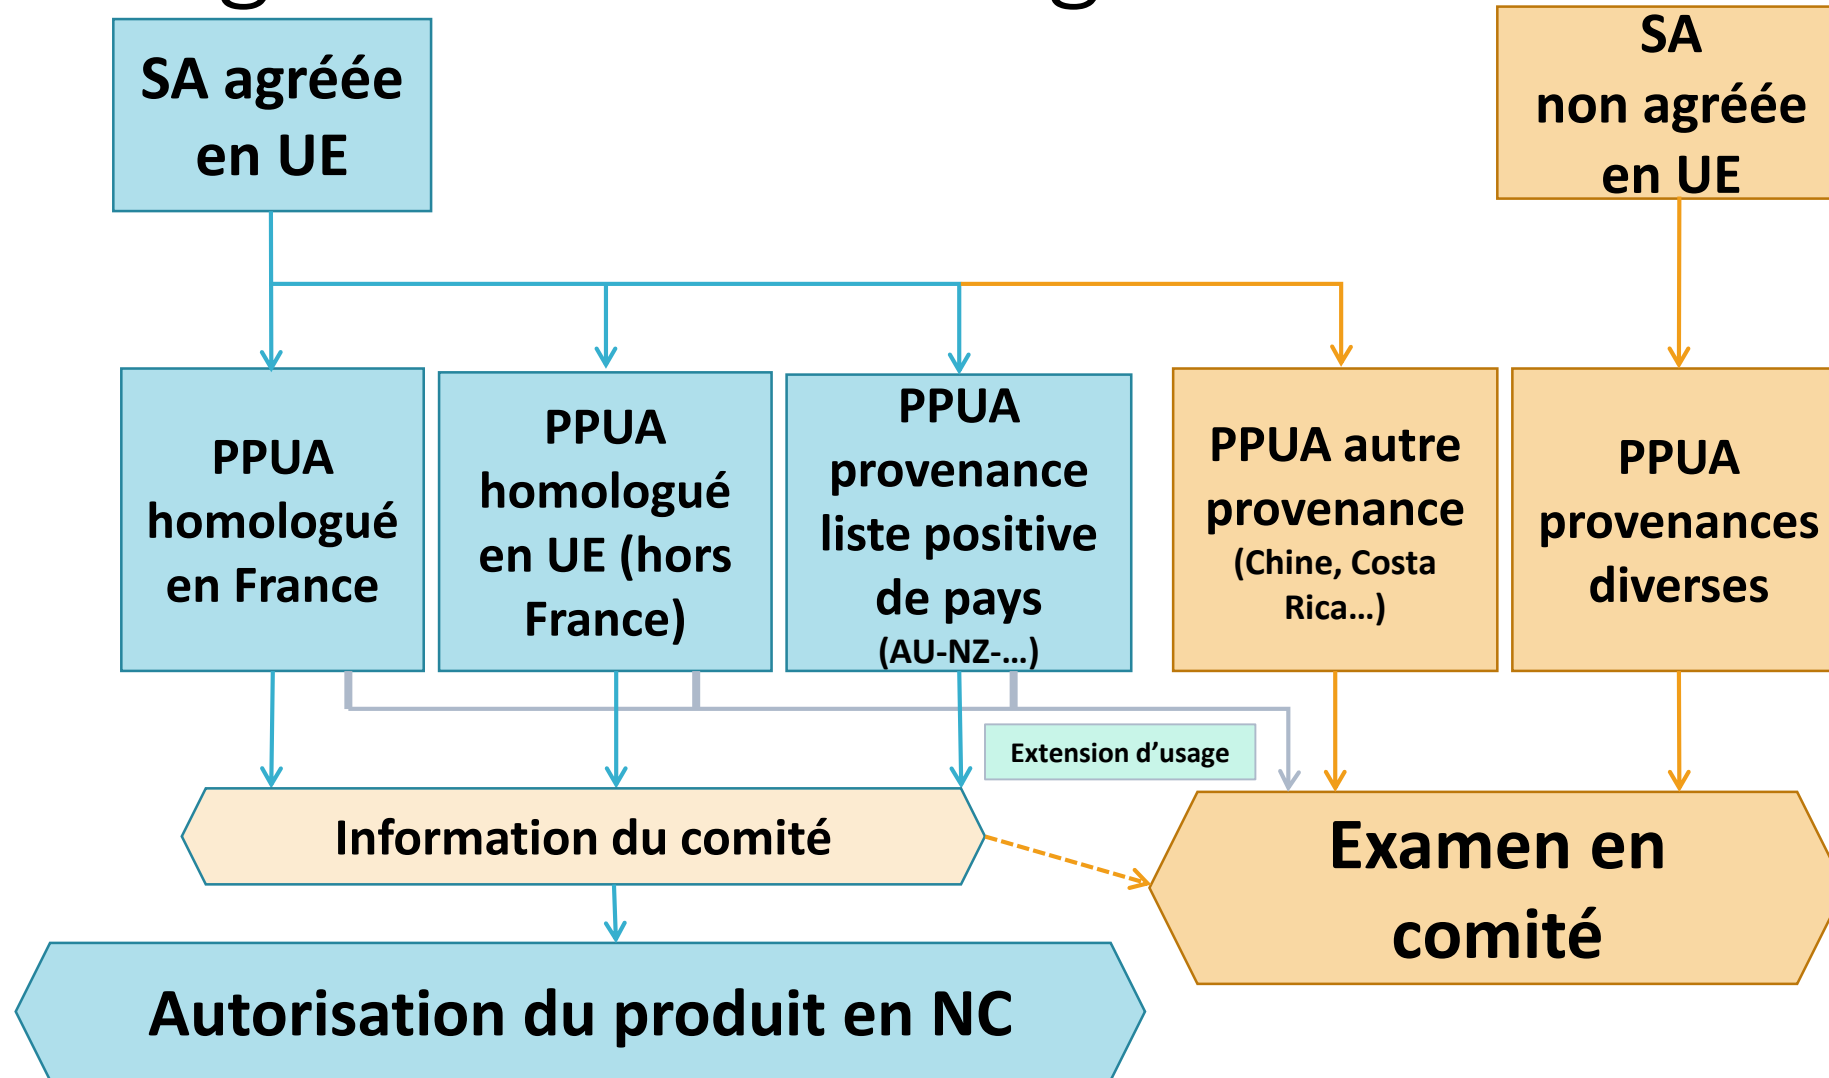 SA agréée
en UE
SA
non agréée
en UE
PPUA
homologué
en France
PPUA
homologué
en UE (hors
France)
PPUA
provenance
liste positive
de pays
(AU-NZ-...)
PPUA autre
provenance
(Chine, Costa
Rica...)
PPUA
provenances
diverses
Extension d’usage
Information du comité
Examen en
comité
Autorisation du produit en NC